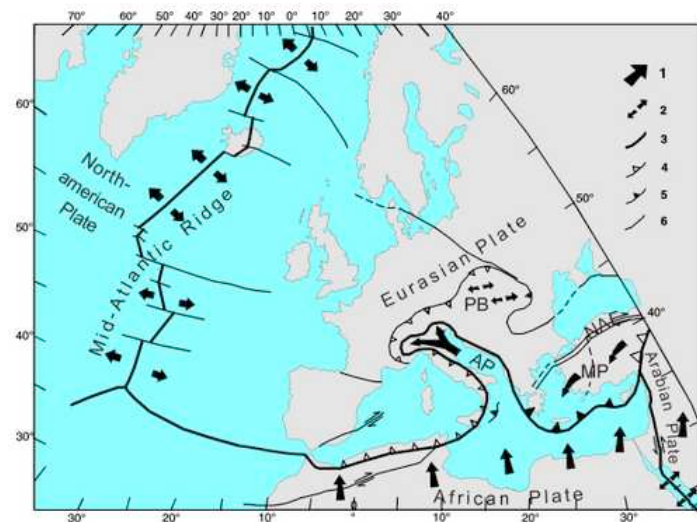 70° 60° 50° 40° 30° 20° 10° 0° 10° 20° 30° 40°
60°
50°
40°
30°
60°
50°
40°
1
2
3
4
5
6
North-
american
Plate
Mid-Atlantic Ridge
Eurasian Plate
PB
NAF
AP
MP
Arabian
Plate
African Plate
30° 20° 10° 0° 10° 20° 30°